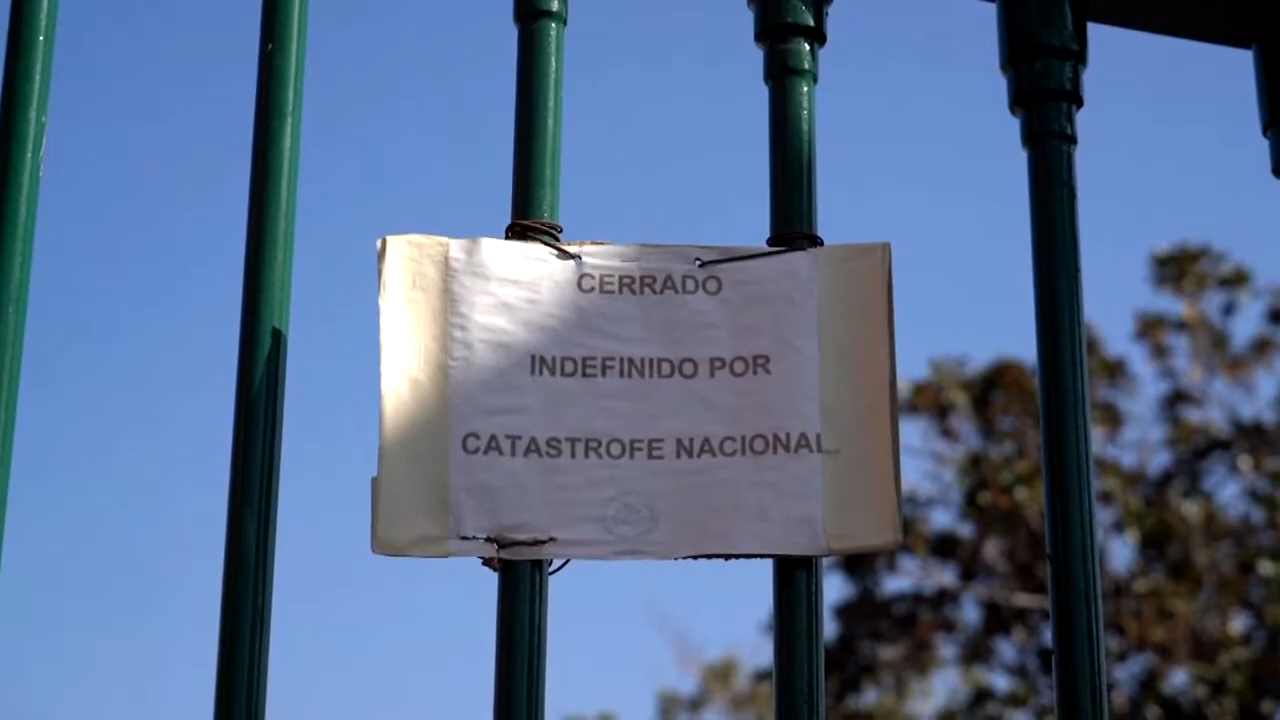 CERRADO
INDEFINIDO POR
CATASTROFE NACIONAL.